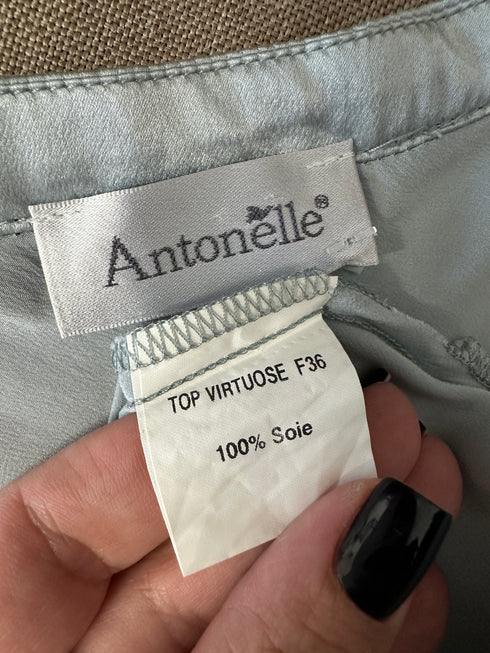 Antonelle®
TOP VIRTUOSE F36
100% Soie